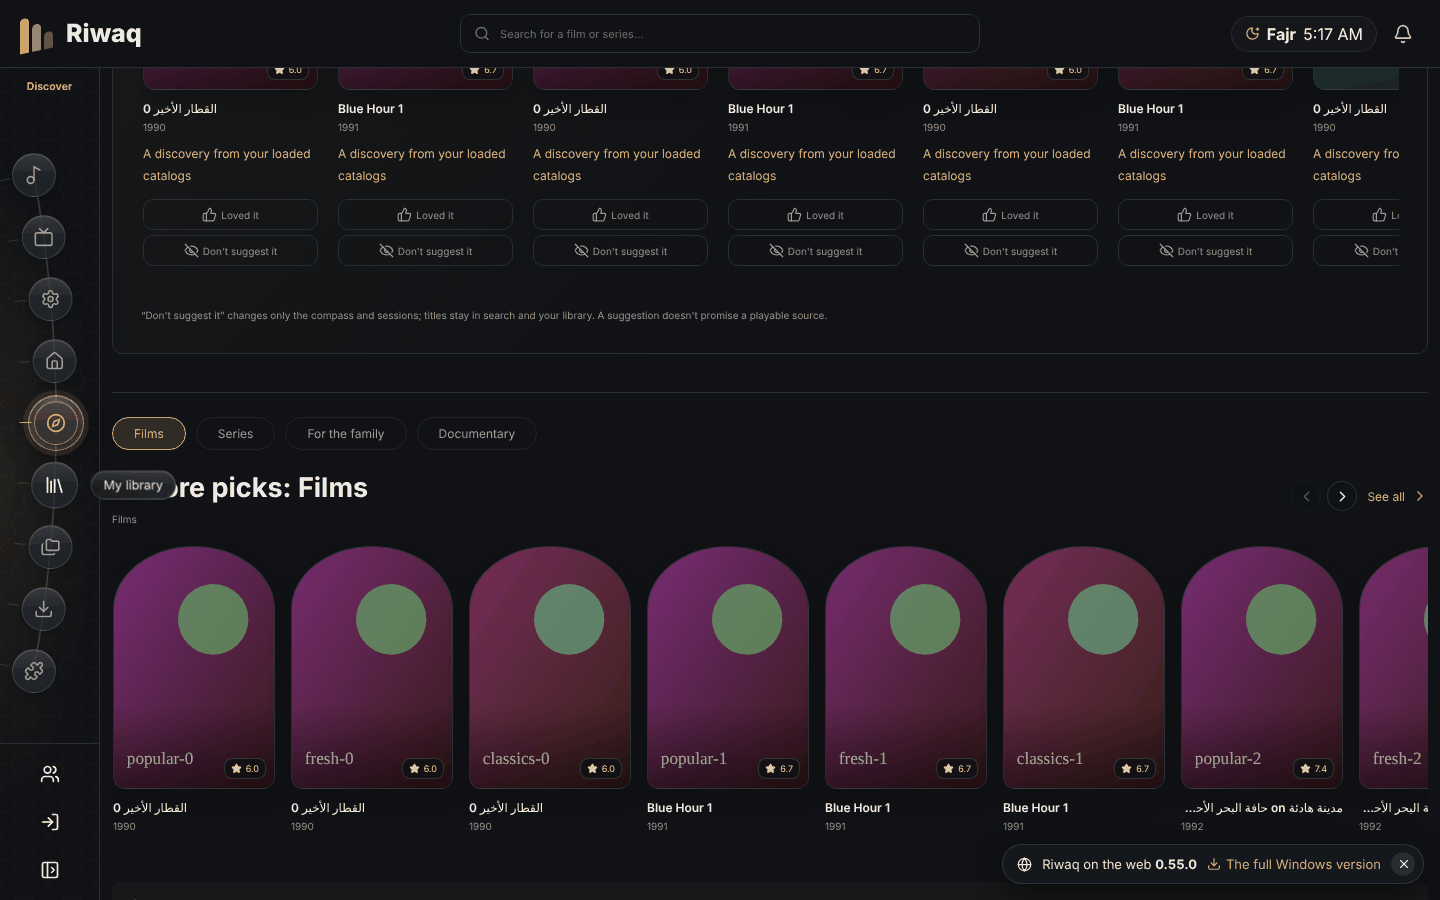 Riwaq
Search for a film or series...
Fajr 5:17 AM
Discover
6.0
6.7
6.0
6.7
6.0
6.7
القطار الأخير 0
Blue Hour 1
القطار الأخير 0
Blue Hour 1
القطار الأخير 0
Blue Hour 1
القطار الأخير 0
1990
1991
1990
1991
1990
1991
1990
A discovery from your loaded
catalogs
A discovery from your loaded
catalogs
A discovery from your loaded
catalogs
A discovery from your loaded
catalogs
A discovery from your loaded
catalogs
A discovery from your loaded
catalogs
A discovery fro
catalogs
Loved it
Loved it
Loved it
Loved it
Loved it
Loved it
Lo
Don't suggest it
Don't suggest it
Don't suggest it
Don't suggest it
Don't suggest it
Don't suggest it
Don't
"Don't suggest it" changes only the compass and sessions; titles stay in search and your library. A suggestion doesn't promise a playable source.
Films
Series
For the family
Documentary
My library
ore picks: Films
See all
Films
popular-0
6.0
fresh-0
6.0
classics-0
6.0
popular-1
6.7
fresh-1
6.7
classics-1
6.7
popular-2
7.4
fresh-2
القطار الأخير 0
القطار الأخير 0
القطار الأخير 0
Blue Hour 1
Blue Hour 1
Blue Hour 1
مدينة هادئة on حافة البحر الأحـ...
ة البحر الأحـ...
1990
1990
1990
1991
1991
1991
1992
1992
Riwaq on the web 0.55.0
The full Windows version